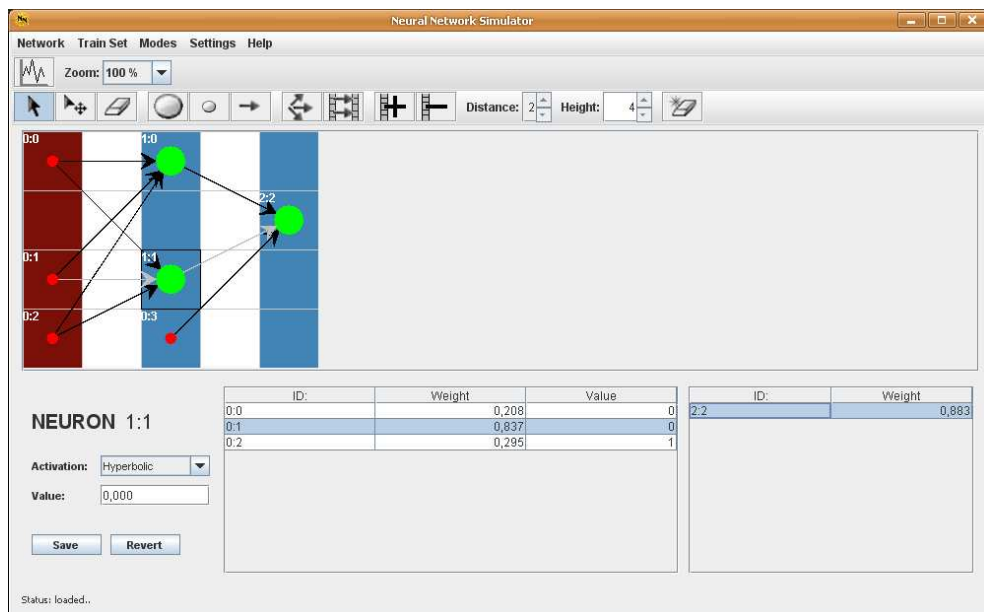 Neural Network Simulator
Network Train Set Modes Settings Help
Zoom: 100 %
Distance: 2 Height: 4
0:0 1:0
2:2
0:1 1:1
0:2 0:3
NEURON 1:1
Activation: Hyperbolic
Value: 0,000
Save Revert
ID: Weight Value
0:0 0,208 0
0:1 0,837 0
0:2 0,295 1
ID: Weight
2:2 0,883
Status: loaded..